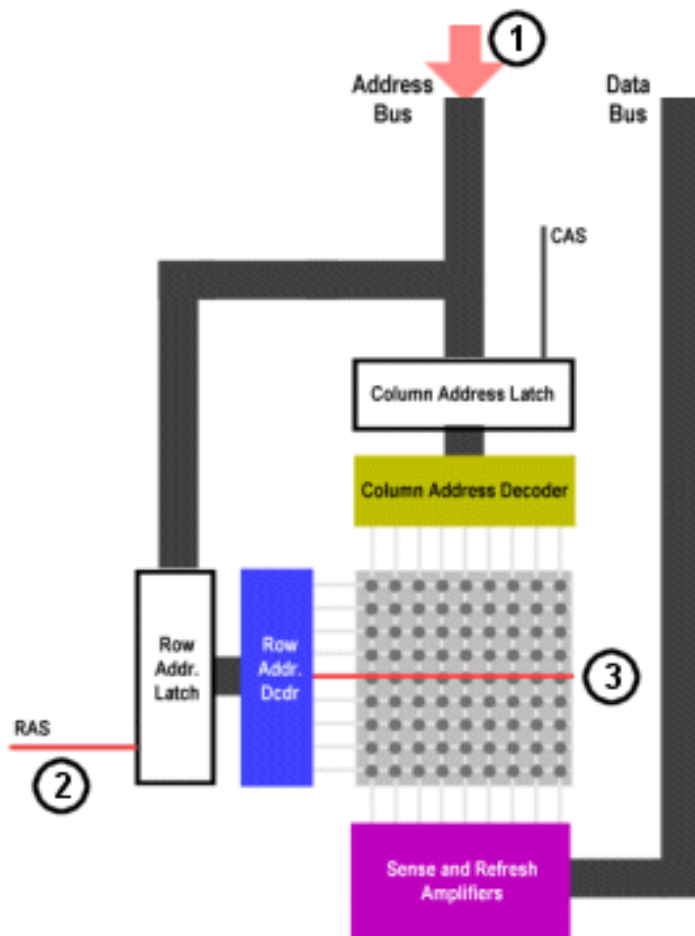 1
Address
Bus
Data
Bus
CAS
Column Address Latch
Column Address Decoder
Row
Addr.
Latch
Row
Addr.
Dcdr
3
RAS
2
Sense and Refresh
Amplifiers